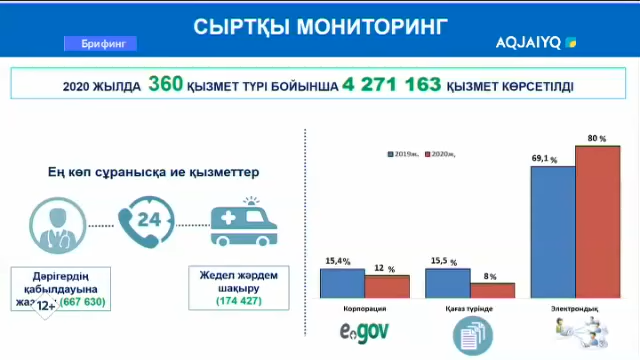 СЫРТҚЫ МОНИТОРИНГ
Брифинг
AQJAIYQ
2020 ЖЫЛДА 360 ҚЫЗМЕТ ТҮРІ БОЙЫНША 4 271 163 ҚЫЗМЕТ КӨРСЕТІЛДІ
Ең көп сұранысқа ие қызметтер
24
Дәрігердің
қабылдауына
(667 630)
12+
Жедел жәрдем
шақыру
(174 427)
2019ж. 2020ж.
15,4% 12 % 15,5 % 8 % 69,1 % 80 %
Корпорация Қағаз түрінде Электрондық
e.gov